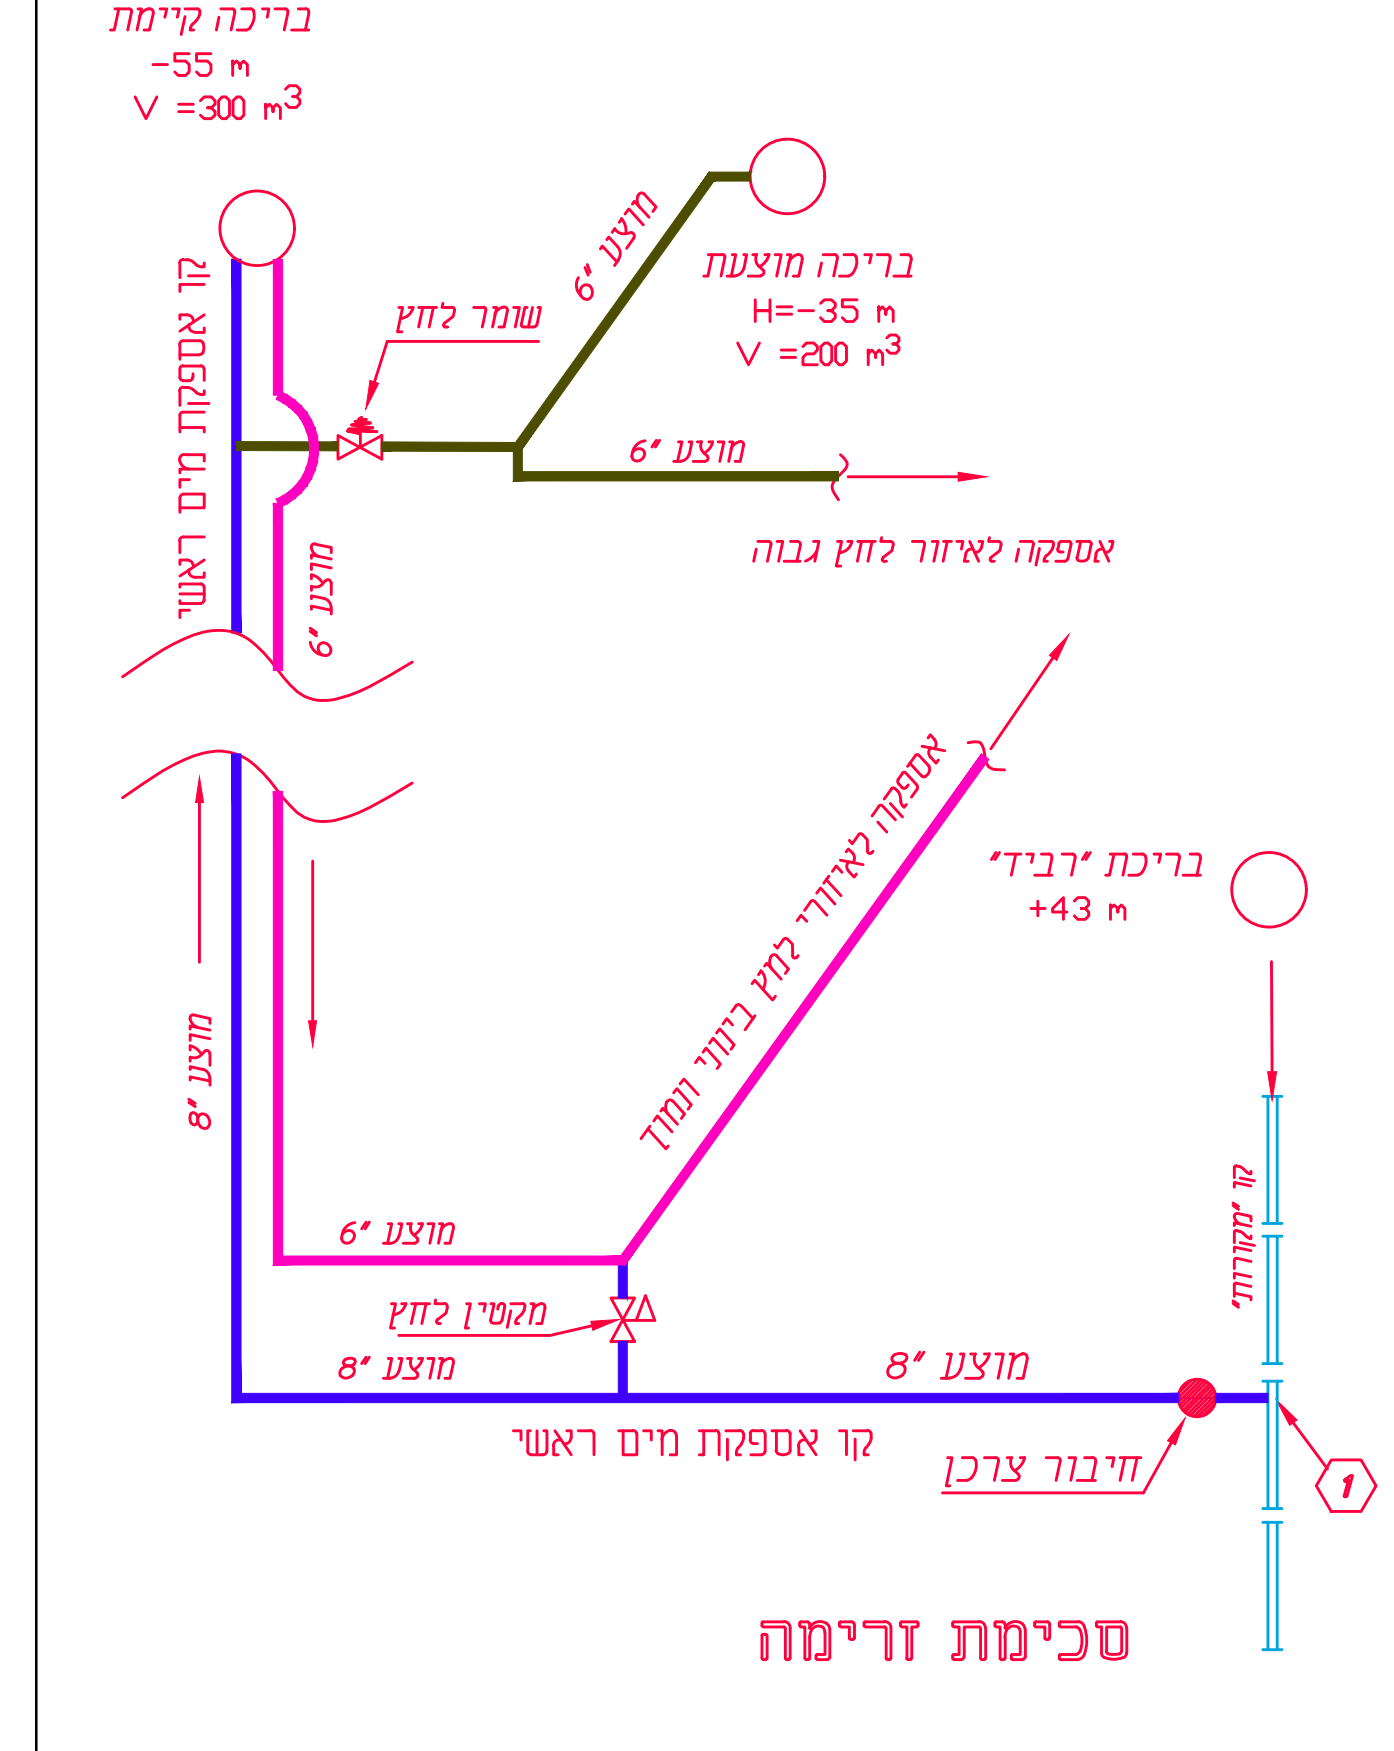 בריכה קיימת
-55 m
V =300 m³
מוצע 6"
בריכה מוצעת
H=-35 m
V =200 m³
שומר לחץ
קו אספקת מים ראשי
מוצע 6"
אספקה לאיזור לחץ גבוה
מוצע 6"
אספקה לאיזורי למץ בינוני ונמוך
בריכת "רביד"
+43 m
מוצע 8"
קו "מקורות"
מוצע 6"
מקטין לחץ
מוצע 8"
מוצע 8"
קו אספקת מים ראשי
חיבור צרכן
1
סכימת זרימה